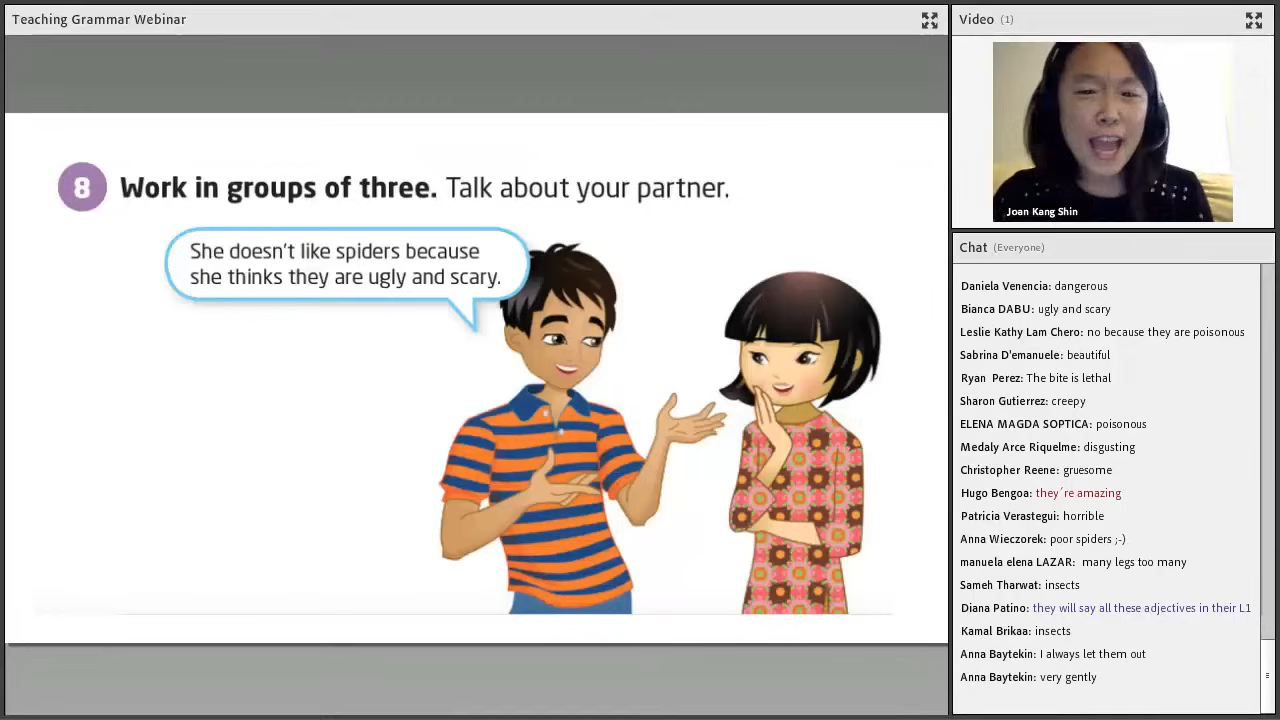 Teaching Grammar Webinar
8 Work in groups of three. Talk about your partner.
She doesn't like spiders because
she thinks they are ugly and scary.
Video (1)
Joan Kang Shin
Chat (Everyone)
Daniela Venencia: dangerous
Bianca DABU: ugly and scary
Leslie Kathy Lam Chero: no because they are poisonous
Sabrina D'emanuele: beautiful
Ryan Perez: The bite is lethal
Sharon Gutierrez: creepy
ELENA MAGDA SOPTICA: poisonous
Medaly Arce Riquelme: disgusting
Christopher Reene: gruesome
Hugo Bengoa: they´re amazing
Patricia Verastegui: horrible
Anna Wieczorek: poor spiders ;-)
manuela elena LAZAR: many legs too many
Sameh Tharwat: insects
Diana Patino: they will say all these adjectives in their L1
Kamal Brikaa: insects
Anna Baytekin: I always let them out
Anna Baytekin: very gently